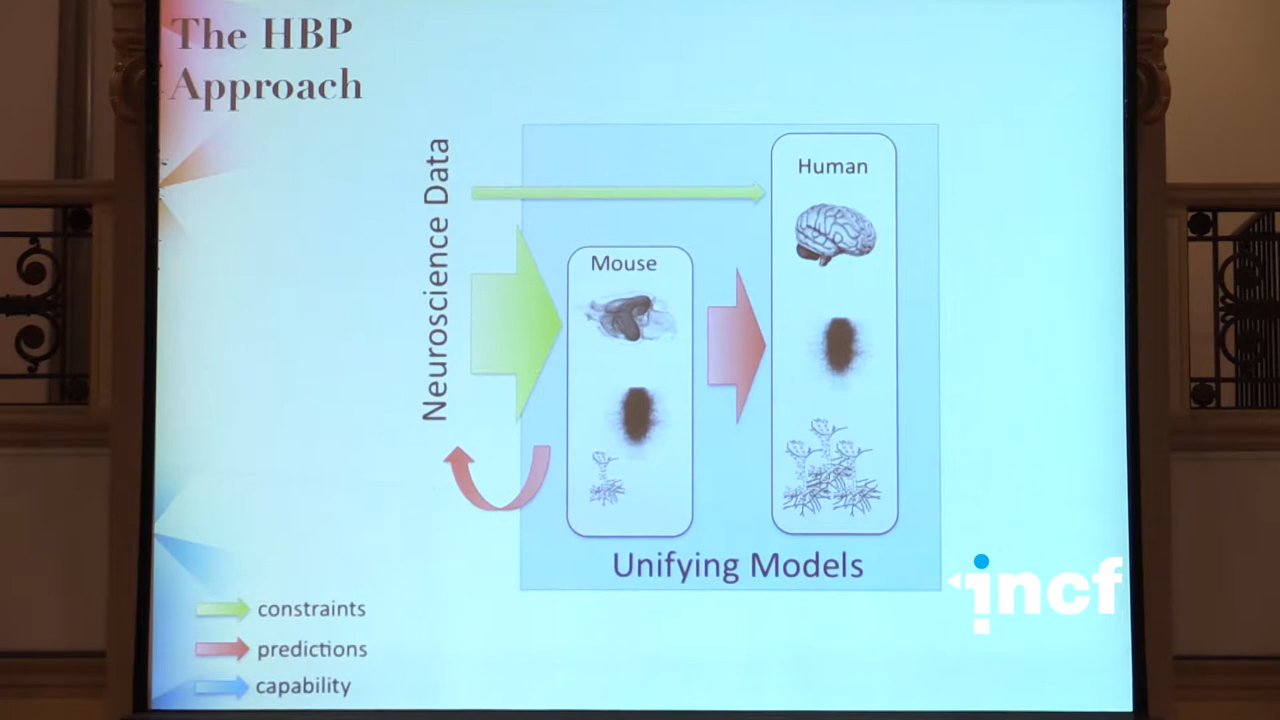 The HBP
Approach
Neuroscience Data
Human
Mouse
Unifying Models
constraints
predictions
capability
incf